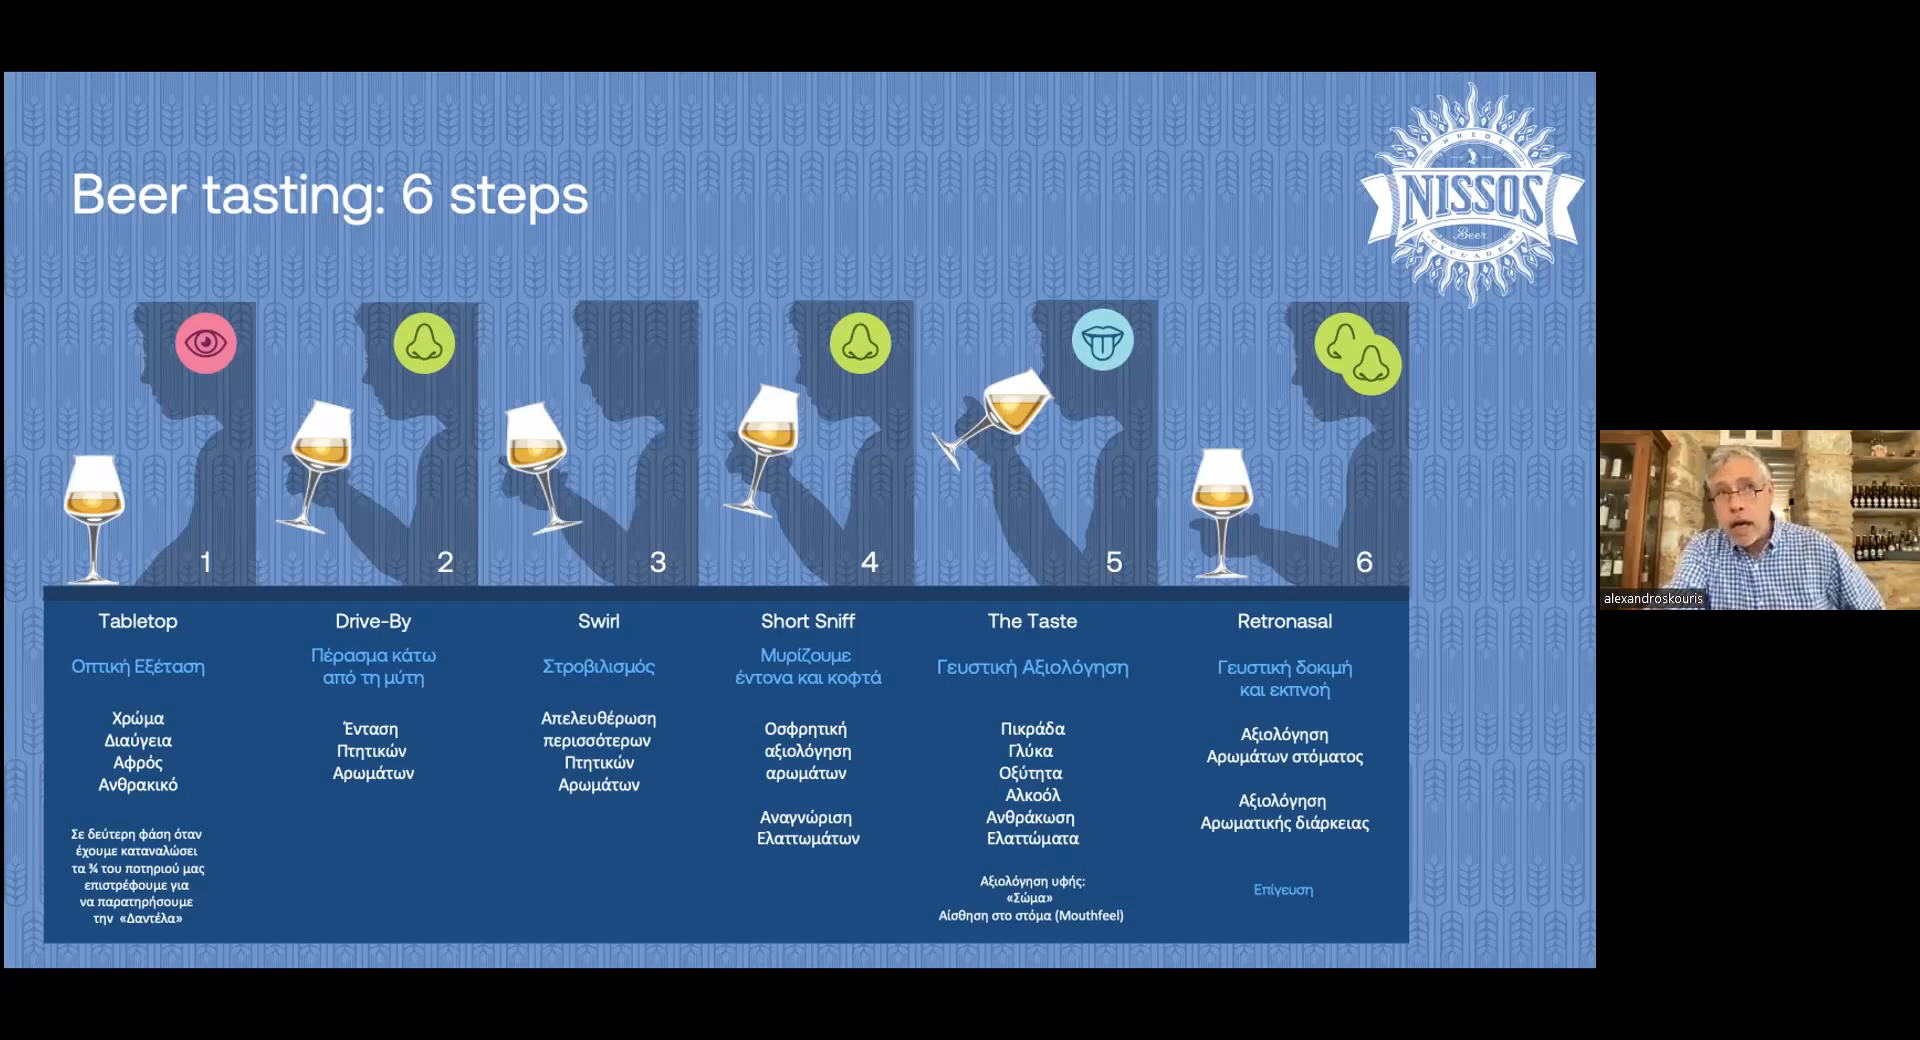 Beer tasting: 6 steps
ΝΗΣΟΣ
NISSOS
Beer
CYCLADES
1
2
3
4
5
6
Tabletop
Οπτική Εξέταση
Χρώμα
Διαύγεια
Αφρός
Ανθρακικό
Σε δεύτερη φάση όταν
έχουμε καταναλώσει
τα ¾ του ποτηριού μας
επιστρέφουμε για
να παρατηρήσουμε
την «Δαντέλα»
Drive-By
Πέρασμα κάτω
από τη μύτη
Ένταση
Πτητικών
Αρωμάτων
Swirl
Στροβιλισμός
Απελευθέρωση
περισσότερων
Πτητικών
Αρωμάτων
Short Sniff
Μυρίζουμε
έντονα και κοφτά
Οσφρητική
αξιολόγηση
αρωμάτων
Αναγνώριση
Ελαττωμάτων
The Taste
Γευστική Αξιολόγηση
Πικράδα
Γλύκα
Οξύτητα
Αλκοόλ
Ανθράκωση
Ελαττώματα
Αξιολόγηση υφής:
«Σώμα»
Αίσθηση στο στόμα (Mouthfeel)
Retronasal
Γευστική δοκιμή
και εκπνοή
Αξιολόγηση
Αρωμάτων στόματος
Αξιολόγηση
Αρωματικής διάρκειας
Επίγευση
alexandroskouris